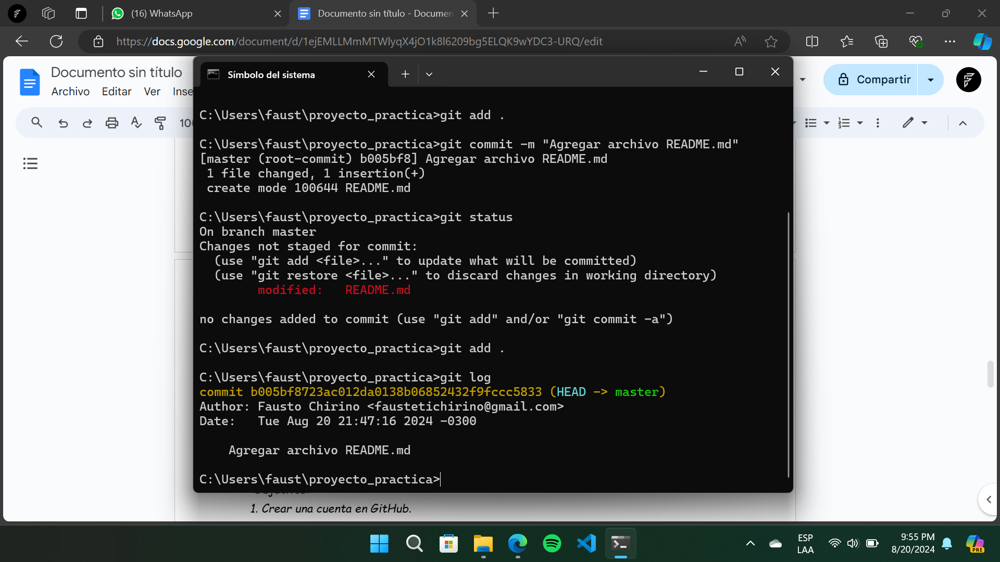 (16) WhatsApp
Documento sin título - Documen
https://docs.google.com/document/d/1ejEMLLMmMTWlyqX4jO1k8l6209bg5ELQK9wYDC3-URQ/edit
Documento sin título
Archivo Editar Ver Inse
Compartir
100
Símbolo del sistema
C:\Users\faust\proyecto_practica>git add .
C:\Users\faust\proyecto_practica>git commit -m "Agregar archivo README.md"
[master (root-commit) b005bf8] Agregar archivo README.md
1 file changed, 1 insertion(+)
create mode 100644 README.md
C:\Users\faust\proyecto_practica>git status
On branch master
Changes not staged for commit:
(use "git add <file>..." to update what will be committed)
(use "git restore <file>..." to discard changes in working directory)
modified: README.md
no changes added to commit (use "git add" and/or "git commit -a")
C:\Users\faust\proyecto_practica>git add .
C:\Users\faust\proyecto_practica>git log
commit b005bf8723ac012da0138b06852432f9fccc5833 (HEAD -> master)
Author: Fausto Chirino <faustetichirino@gmail.com>
Date: Tue Aug 20 21:47:16 2024 -0300
Agregar archivo README.md
C:\Users\faust\proyecto_practica>
1. Crear una cuenta en GitHub.
ESP
LAA
9:55 PM
8/20/2024
PRE